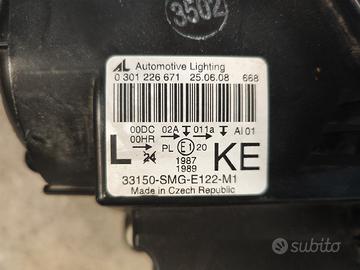 3502
AL Automotive Lighting
0 301 226 671 25.06.08 668
00DC 02A 011a AI 01
00HR
L 24 PL E1 20 KE
1987
1989
33150-SMG-E122-M1
Made in Czech Republic
subito